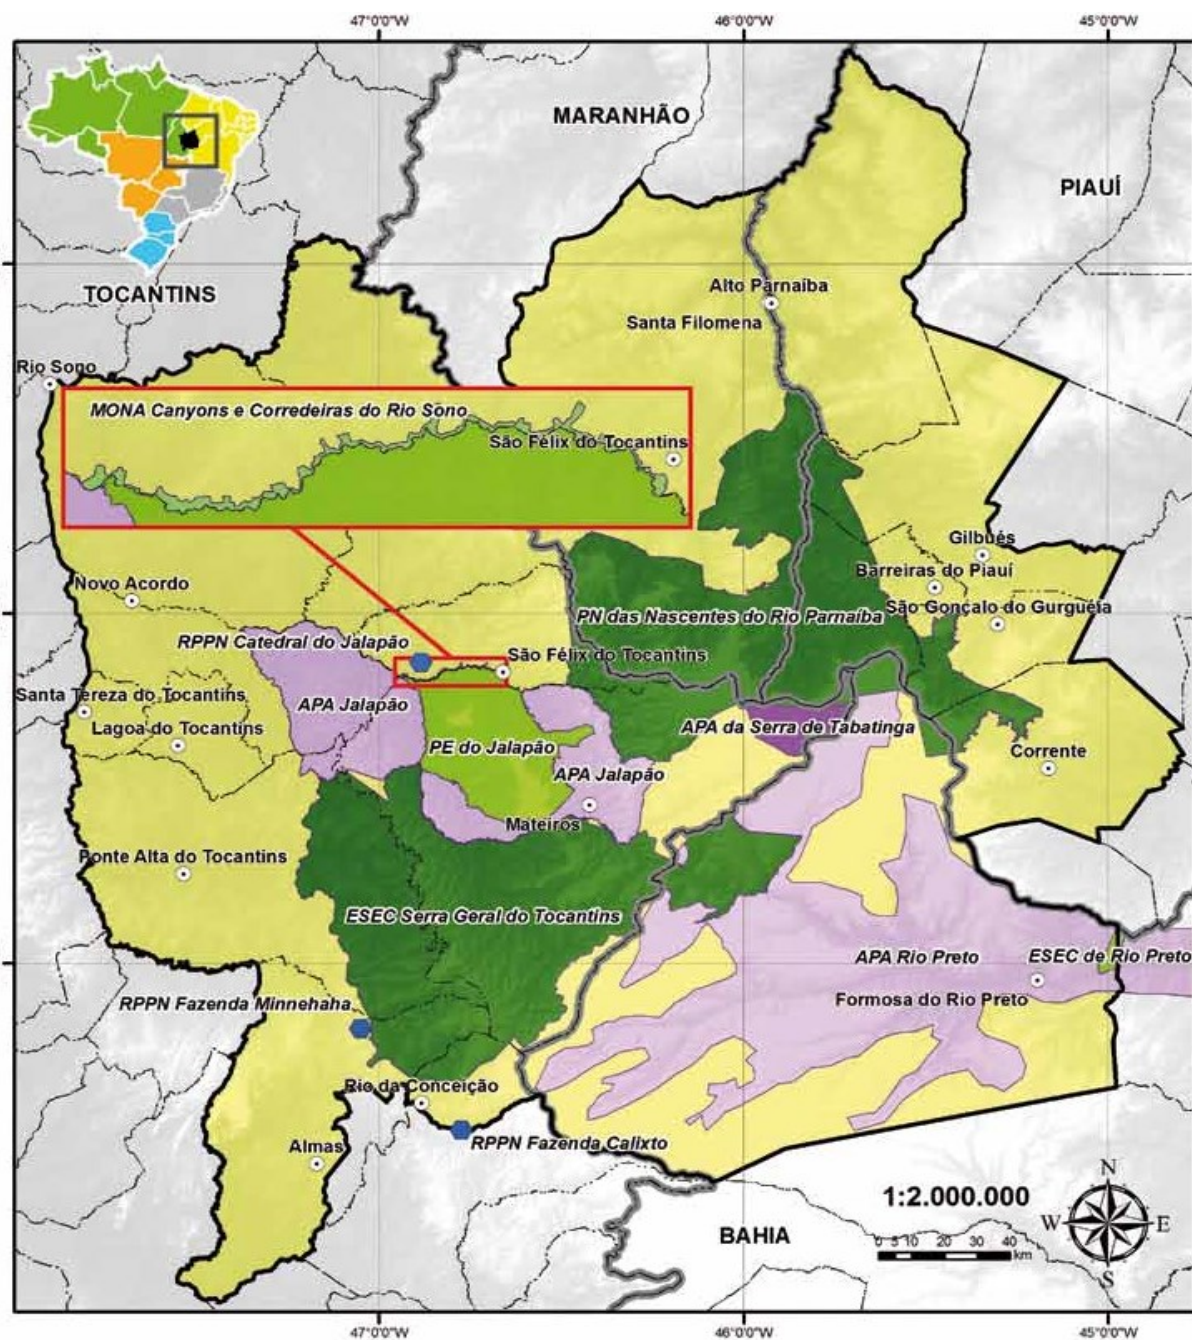 47°0'0"W 46°0'0"W 45°0'0"W
MARANHÃO
PIAUÍ
TOCANTINS
Alto Parnaíba
Santa Filomena
Rio Sono
MONA Canyons e Corredeiras do Rio Sono
São Félix do Tocantins
Gilbués
Barreiras do Piauí
Novo Acordo
São Gonçalo do Gurguéia
PN das Nascentes do Rio Parnaíba
RPPN Catedral do Jalapão
São Félix do Tocantins
Santa Tereza do Tocantins
APA Jalapão
Lagoa do Tocantins
APA da Serra de Tabatinga
PE do Jalapão
Corrente
APA Jalapão
Mateiros
Ponte Alta do Tocantins
ESEC Serra Geral do Tocantins
APA Rio Preto
ESEC de Rio Preto
Formosa do Rio Preto
RPPN Fazenda Minnehaha
Rio da Conceição
RPPN Fazenda Calixto
Almas
1:2.000.000
N
W E
S
BAHIA
0 5 10 20 30 40
km
47°0'0"W 46°0'0"W 45°0'0"W